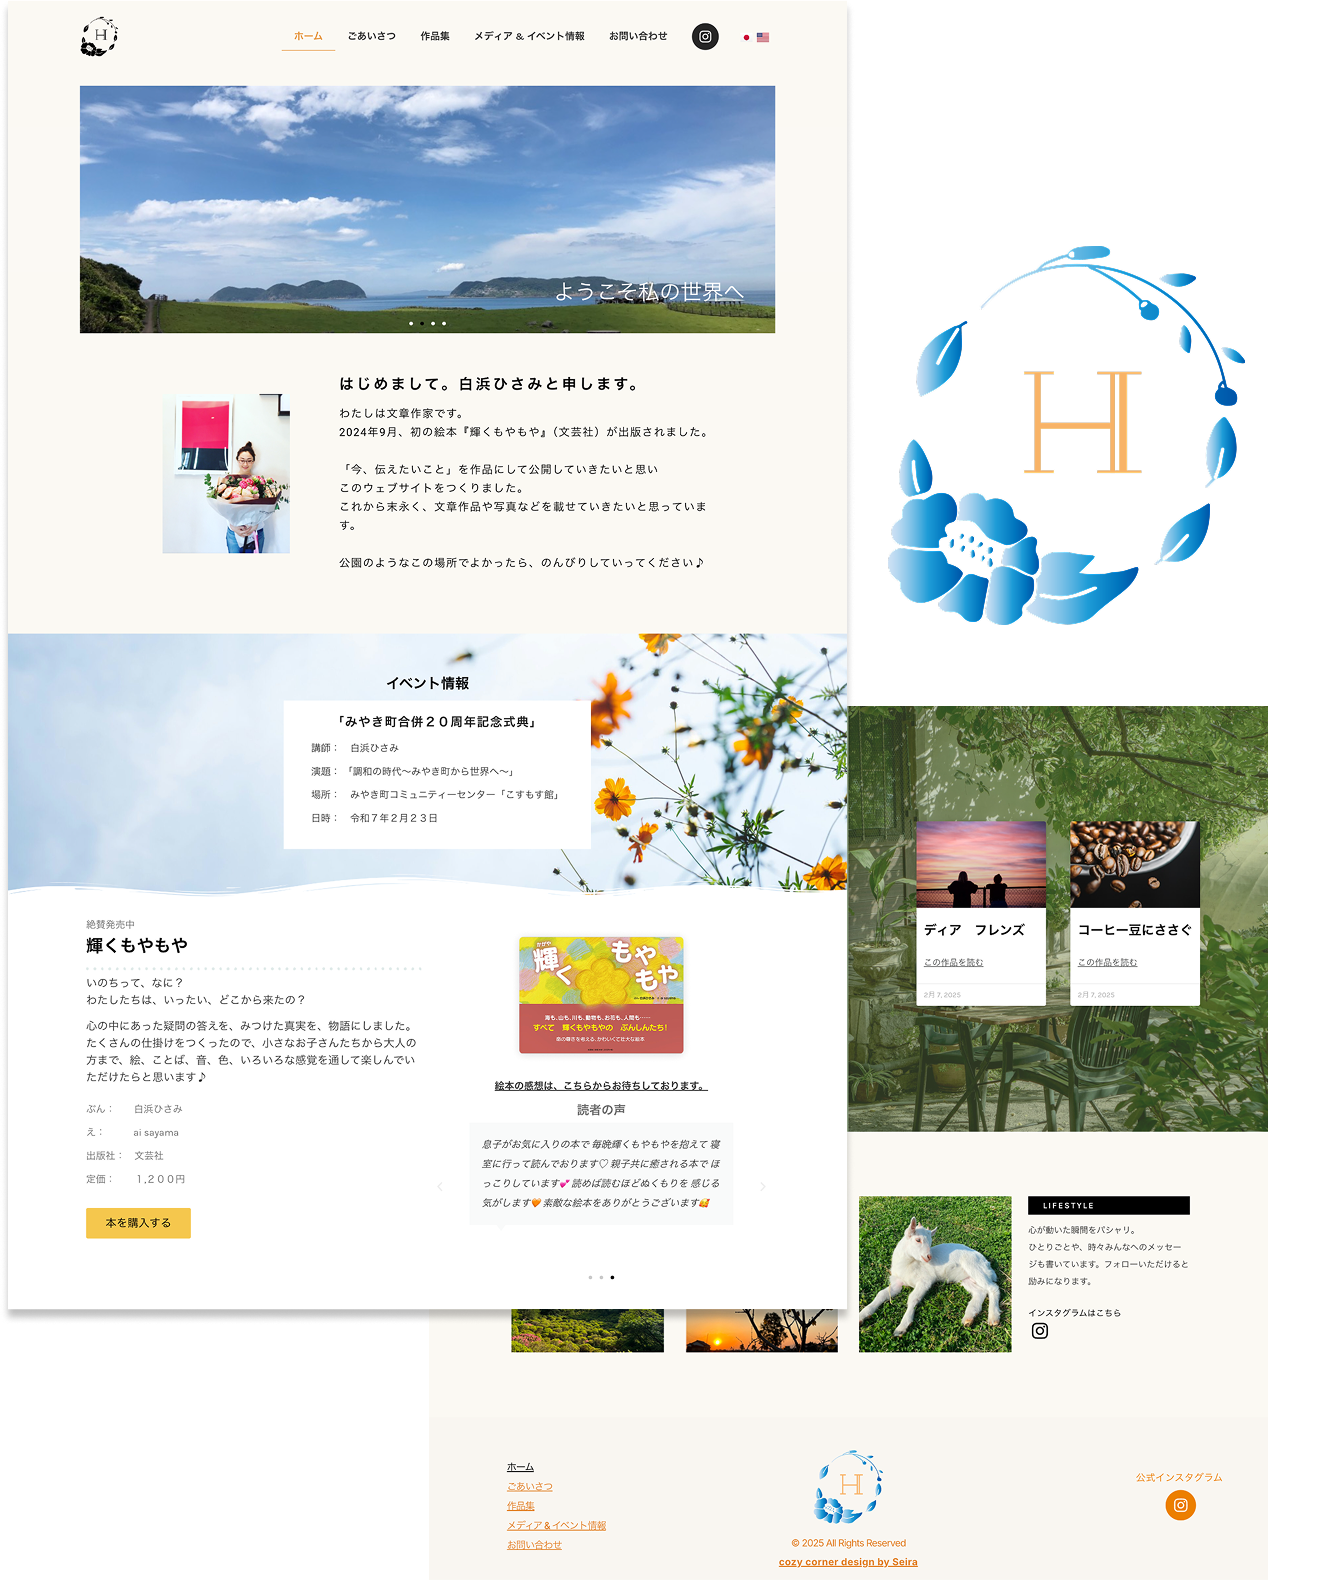 H
ホーム
ごあいさつ
作品集
メディア & イベント情報
お問い合わせ
ようこそ私の世界へ
はじめまして。白浜ひさみと申します。
わたしは文章作家です。
2024年9月、初の絵本『輝くもやもや』（文芸社）が出版されました。
「今、伝えたいこと」を作品にして公開していきたいと思い
このウェブサイトをつくりました。
これから末永く、文章作品や写真などを載せていきたいと思っていま
す。
公園のようなこの場所でよかったら、のんびりしていってください♪
H
イベント情報
「みやき町合併２０周年記念式典」
講師： 白浜ひさみ
演題：「調和の時代〜みやき町から世界へ〜」
場所： みやき町コミュニティーセンター「こすもす館」
日時： 令和７年２月２３日
ディア　フレンズ
この作品を読む
2月 7, 2025
コーヒー豆にささぐ
この作品を読む
2月 7, 2025
絶賛発売中
輝くもやもや
いのちって、なに？
わたしたちは、いったい、どこから来たの？
心の中にあった疑問の答えを、みつけた真実を、物語にしました。
たくさんの仕掛けをつくったので、小さなお子さんたちから大人の
方まで、絵、ことば、音、色、いろいろな感覚を通して楽しんでい
ただけたらと思います♪
ぶん： 白浜ひさみ
え： ai sayama
出版社： 文芸社
定価： １,２００円
本を購入する
かがや
輝く
もや
もや
海も、山も、川も、動物も、お花も、人間も……
すべて　輝くもやもやの　ぶんしんたち！
命の輝きを考える、かわいくて壮大な絵本
絵本の感想は、こちらからお待ちしております。
読者の声
息子がお気に入りの本で 毎晩輝くもやもやを抱えて 寝
室に行って読んでおります♡ 親子共に癒される本で ほ
っこりしています💕 読めば読むほどぬくもりを 感じる
気がします🧡 素敵な絵本をありがとうございます🥰
LIFESTYLE
心が動いた瞬間をパシャリ。
ひとりごとや、時々みんなへのメッセー
ジも書いています。フォローいただけると
励みになります。
インスタグラムはこちら
ホーム
ごあいさつ
作品集
メディア & イベント情報
お問い合わせ
H
© 2025 All Rights Reserved
cozy corner design by Seira
公式インスタグラム